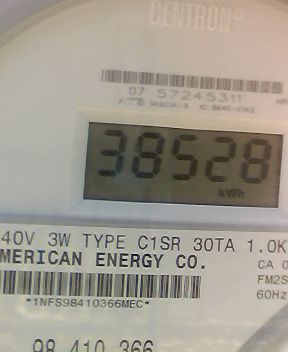 CENTRON®
07 57245311
38528
kWh
40V 3W TYPE C1SR 30TA 1.0K
MERICAN ENERGY CO.
CA 0
FM2S
60Hz
*1NFS98410366MEC*
98 410 366